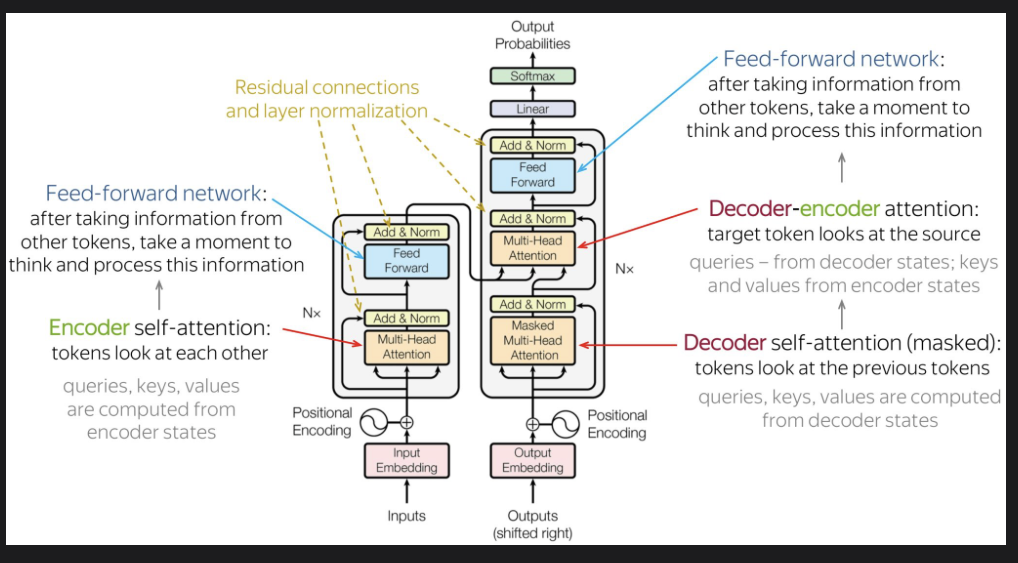 Output
Probabilities
Softmax
Linear
Add & Norm
Feed
Forward
Add & Norm
Multi-Head
Attention
Nx
Add & Norm
Masked
Multi-Head
Attention
Positional
Encoding
Output
Embedding
Outputs
(shifted right)
Residual connections
and layer normalization
Feed-forward network:
after taking information from
other tokens, take a moment to
think and process this information
Encoder self-attention:
tokens look at each other
queries, keys, values
are computed from
encoder states
Add & Norm
Feed
Forward
Nx
Add & Norm
Multi-Head
Attention
Positional
Encoding
Input
Embedding
Inputs
Feed-forward network:
after taking information from
other tokens, take a moment to
think and process this information
Decoder-encoder attention:
target token looks at the source
queries – from decoder states; keys
and values from encoder states
Decoder self-attention (masked):
tokens look at the previous tokens
queries, keys, values are computed
from decoder states